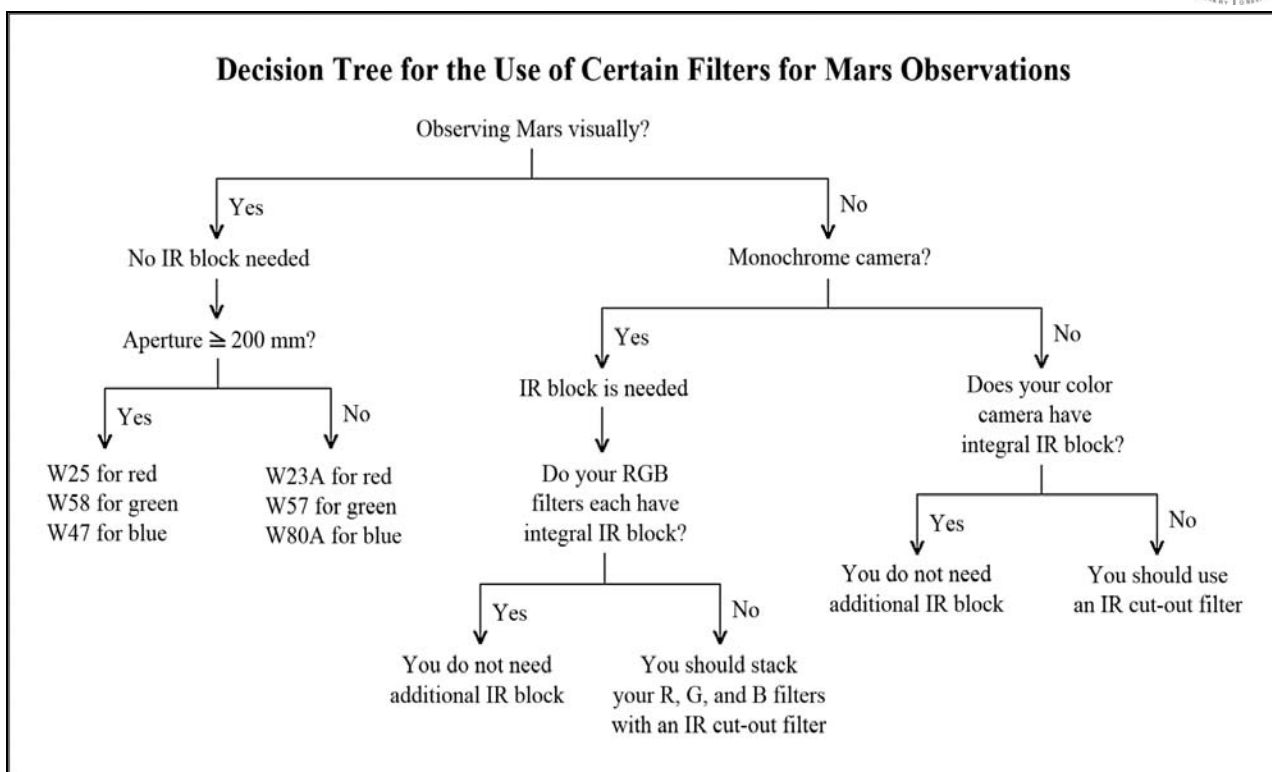 Decision Tree for the Use of Certain Filters for Mars Observations
Observing Mars visually?
Yes
No
No IR block needed
Monochrome camera?
Aperture ≧ 200 mm?
Yes
No
IR block is needed
Does your color
camera have
integral IR block?
Yes
No
W25 for red
W58 for green
W47 for blue
W23A for red
W57 for green
W80A for blue
Do your RGB
filters each have
integral IR block?
Yes
No
You do not need
additional IR block
You should use
an IR cut-out filter
Yes
No
You do not need
additional IR block
You should stack
your R, G, and B filters
with an IR cut-out filter